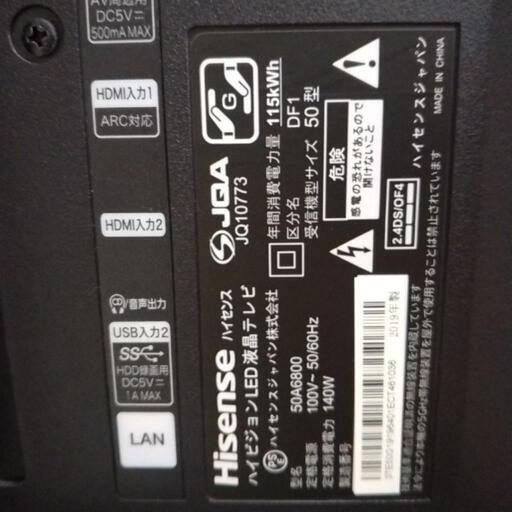 AV周辺用
DC5V⎓
500mA MAX
HDMI入力1
ARC対応
HDMI入力2
音声出力
USB入力2
HDD録画用
DC5V⎓
1A MAX
LAN
Hisense ハイセンス
ハイビジョンLED液晶テレビ
ハイセンスジャパン株式会社
型名 50A6800
定格電源 100V~ 50/60Hz
定格消費電力 140W
製造番号
2019年製
JQA
JQ10773
G
年間消費電力量 115kWh
区分名 DF1
受信機型サイズ 50型
危険
感電の恐れがあるので
開けないこと
2.4DS/OF4
ハイセンスジャパン
MADE IN CHINA